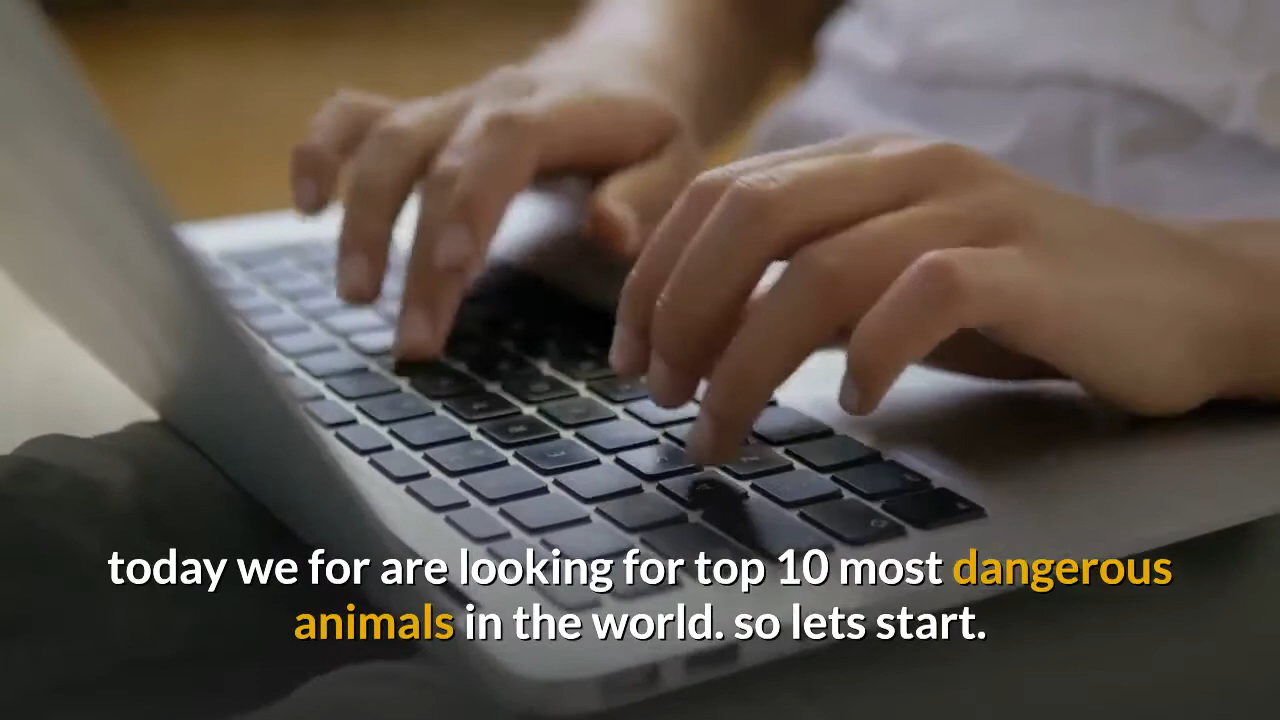 today we for are looking for top 10 most dangerous
animals in the world. so lets start.